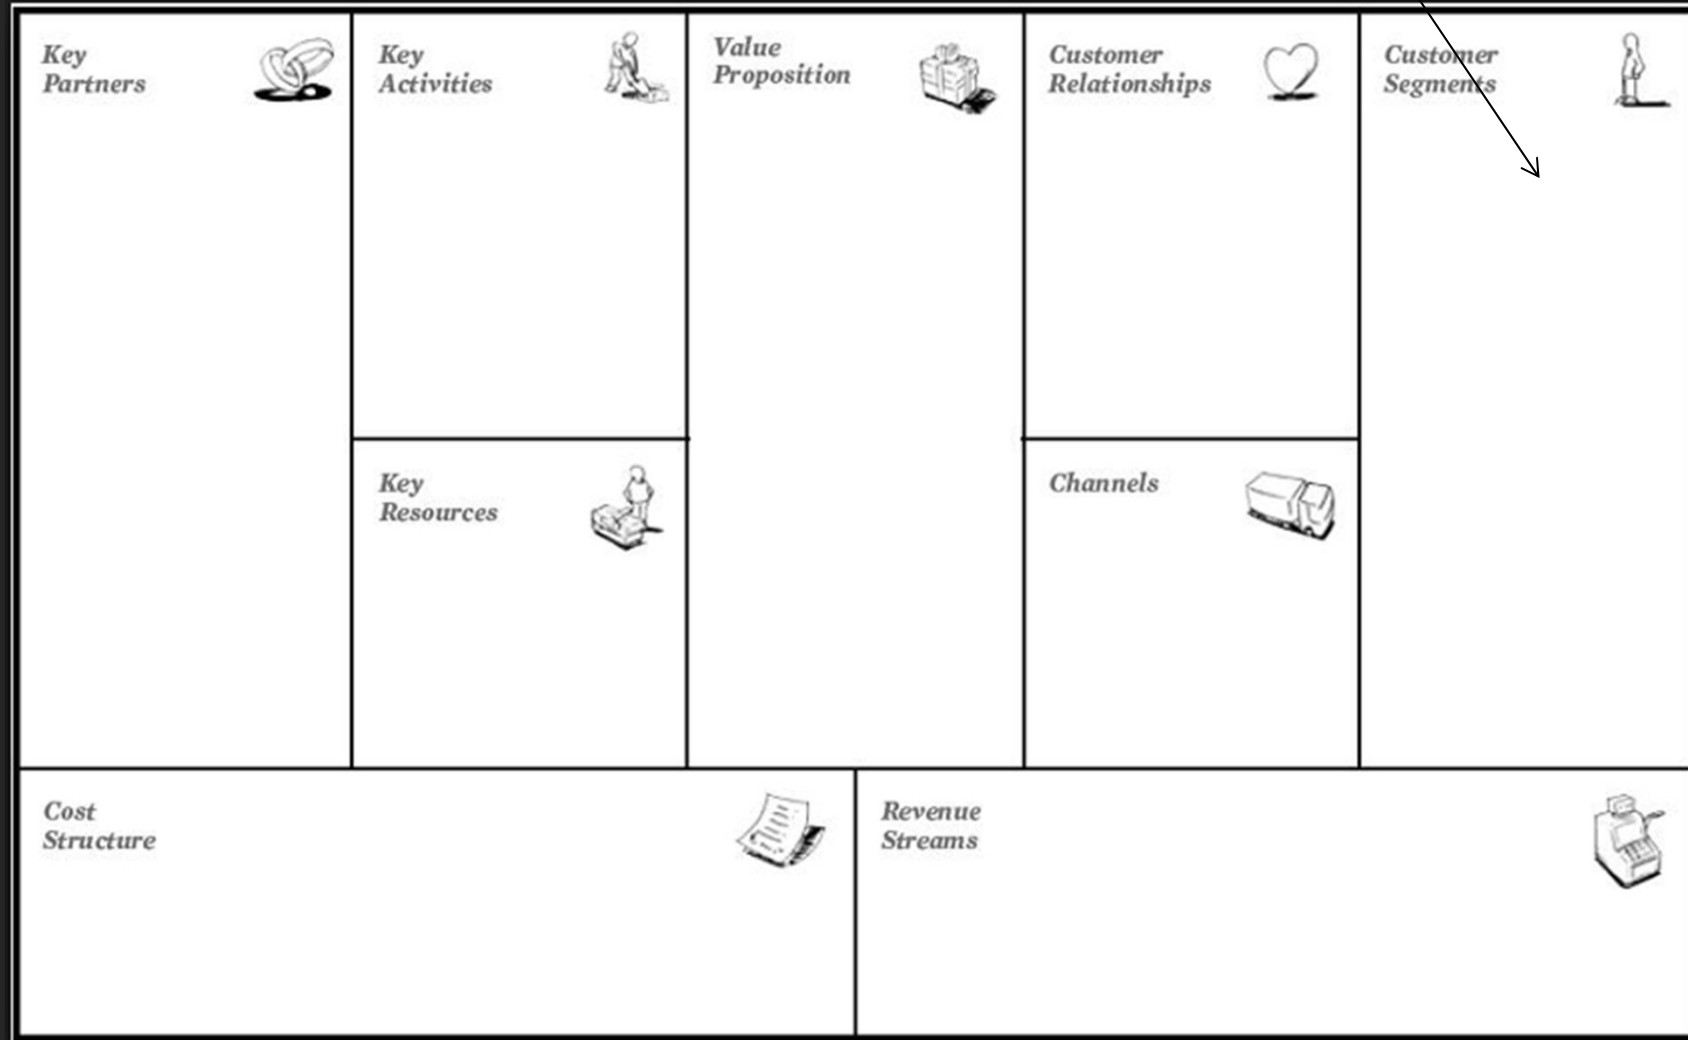 Key
Partners
Key
Activities
Value
Proposition
Customer
Relationships
Customer
Segments
Key
Resources
Channels
Cost
Structure
Revenue
Streams